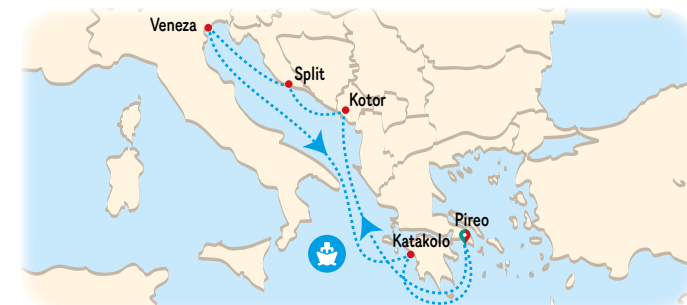 Veneza
Split
Kotor
Pireo
Katakolo